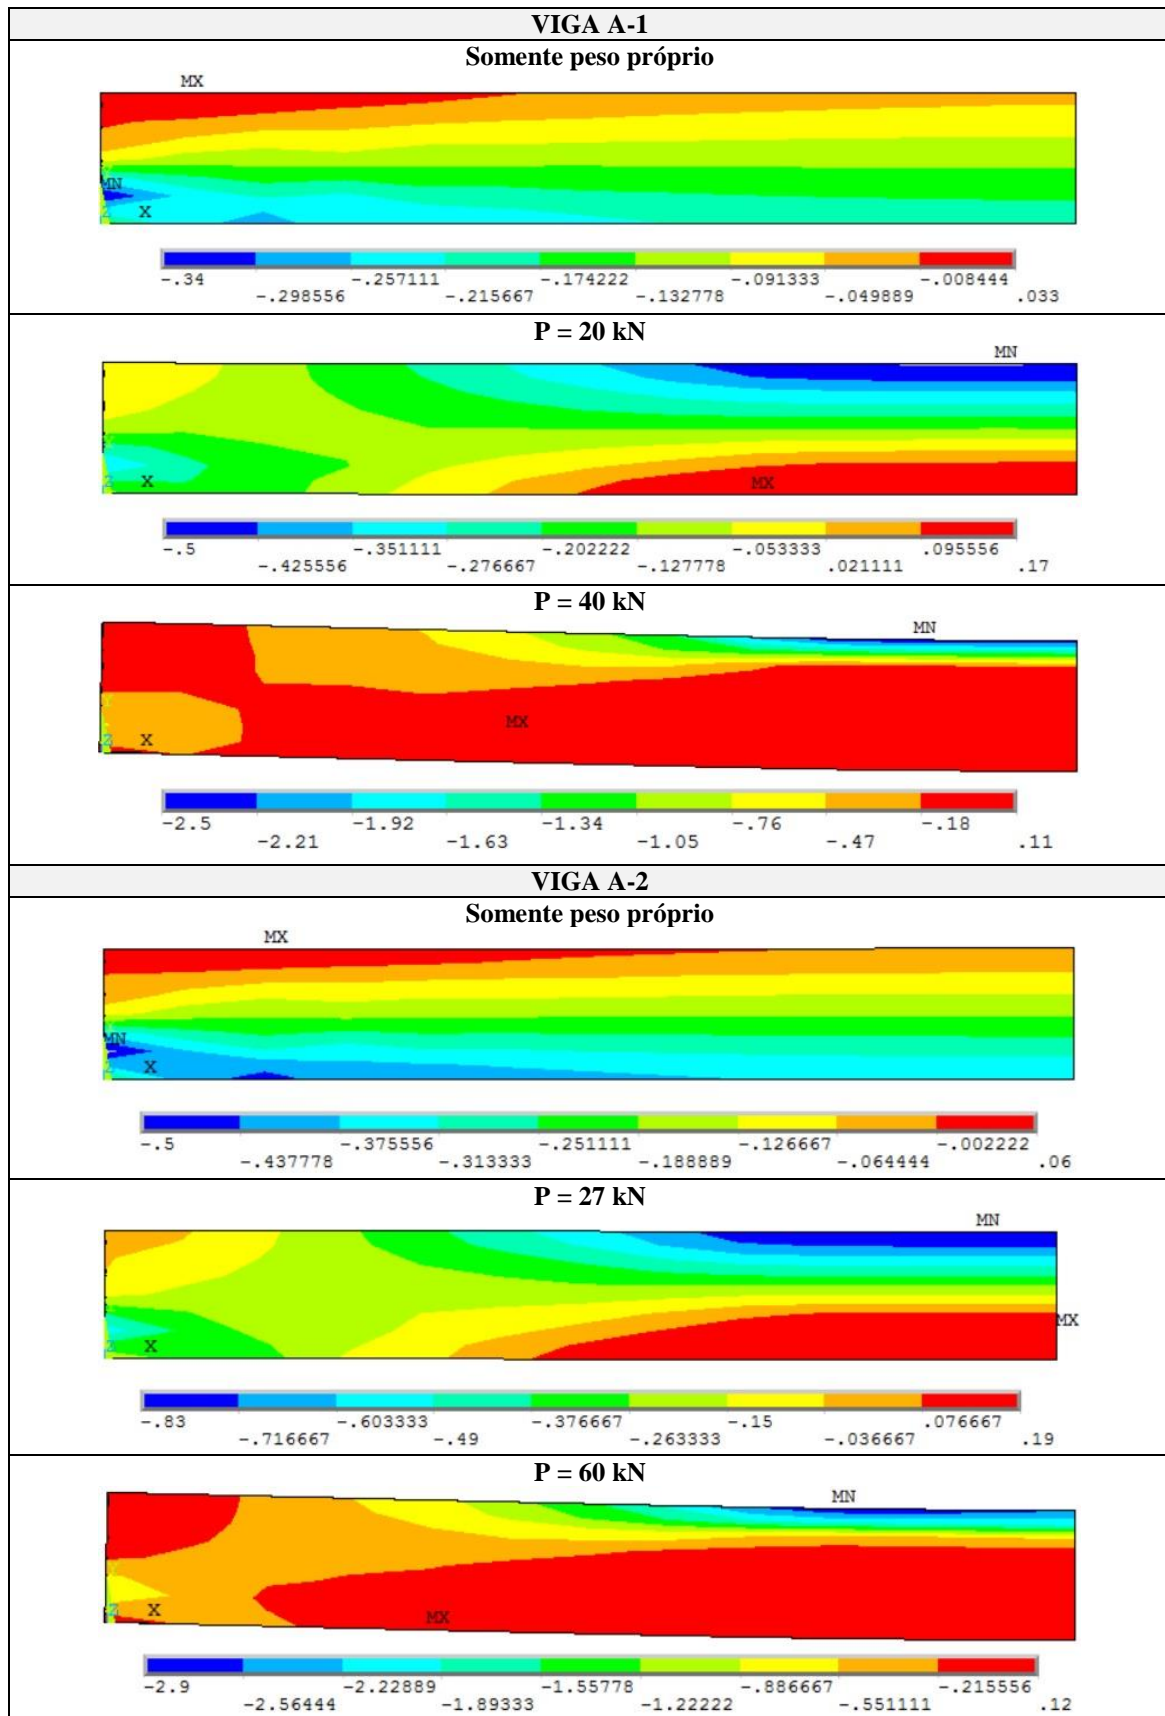 VIGA A-1
Somente peso próprio
MX
MN
X
Z
-.34 -.257111 -.174222 -.091333 -.008444
-.298556 -.215667 -.132778 -.049889 .033
P = 20 kN
MN
X
MX
Z
-.5 -.351111 -.202222 -.053333 .095556
-.425556 -.276667 -.127778 .021111 .17
P = 40 kN
MN
MX
Z X
-2.5 -1.92 -1.34 -.76 -.18
-2.21 -1.63 -1.05 -.47 .11
VIGA A-2
Somente peso próprio
MX
MN
Z X
-.5 -.375556 -.251111 -.126667 -.002222
-.437778 -.313333 -.188889 -.064444 .06
P = 27 kN
MN
MX
Z X
-.83 -.603333 -.376667 -.15 .076667
-.716667 -.49 -.263333 -.036667 .19
P = 60 kN
MN
Z X
MX
-2.9 -2.22889 -1.55778 -.886667 -.215556
-2.56444 -1.89333 -1.22222 -.551111 .12